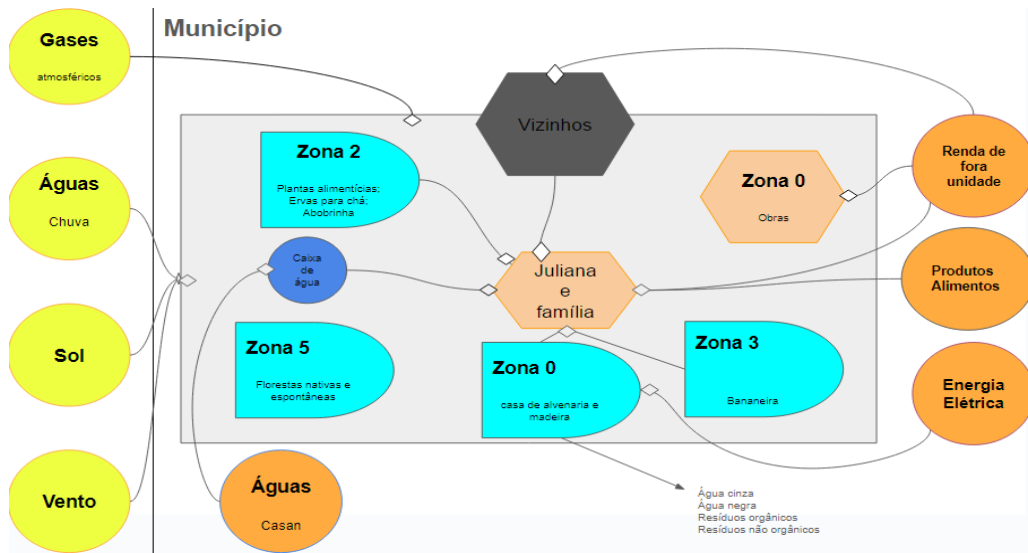 Município
Gases
atmosféricos
Águas
Chuva
Sol
Vento
Vizinhos
Zona 2
Plantas alimentícias;
Ervas para chá;
Abobrinha
Zona 0
Obras
Renda de
fora
unidade
Caixa
de
água
Juliana
e
família
Produtos
Alimentos
Zona 5
Florestas nativas e
espontâneas
Zona 0
casa de alvenaria e
madeira
Zona 3
Bananeira
Energia
Elétrica
Águas
Casan
Água cinza
Água negra
Resíduos orgênicos
Resíduos não orgênicos